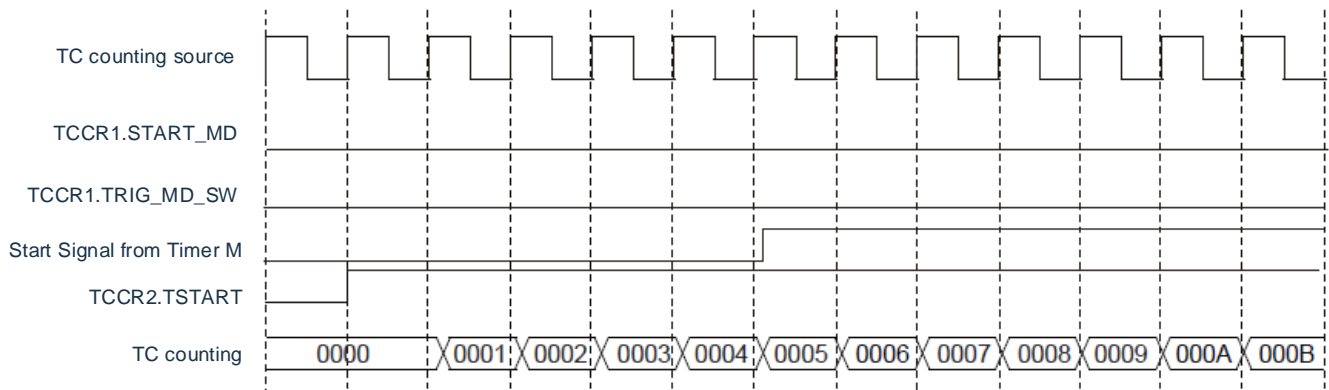 TC counting source
TCCR1.START_MD
TCCR1.TRIG_MD_SW
Start Signal from Timer M
TCCR2.TSTART
TC counting 0000 0001 0002 0003 0004 0005 0006 0007 0008 0009 000A 000B